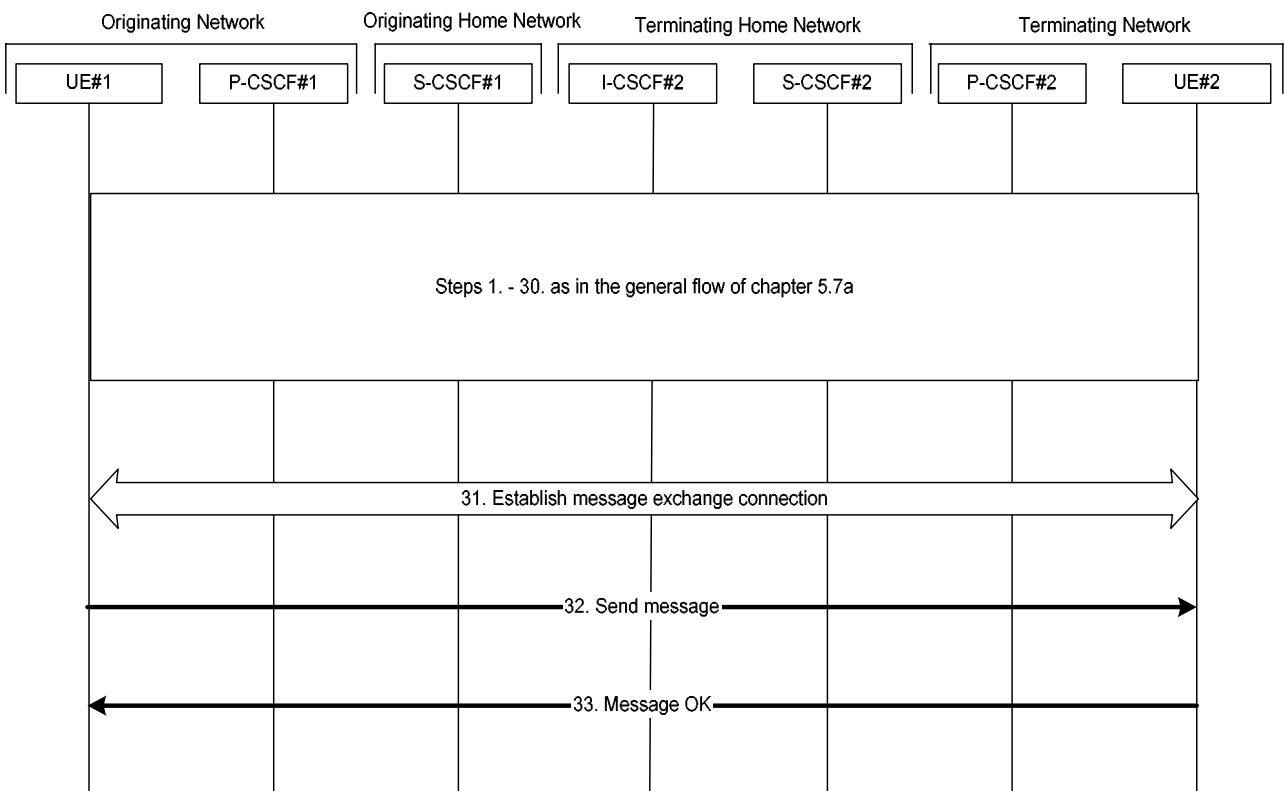 Originating Network
Originating Home Network
Terminating Home Network
Terminating Network
UE#1
P-CSCF#1
S-CSCF#1
I-CSCF#2
S-CSCF#2
P-CSCF#2
UE#2
Steps 1. - 30. as in the general flow of chapter 5.7a
31. Establish message exchange connection
32. Send message
33. Message OK